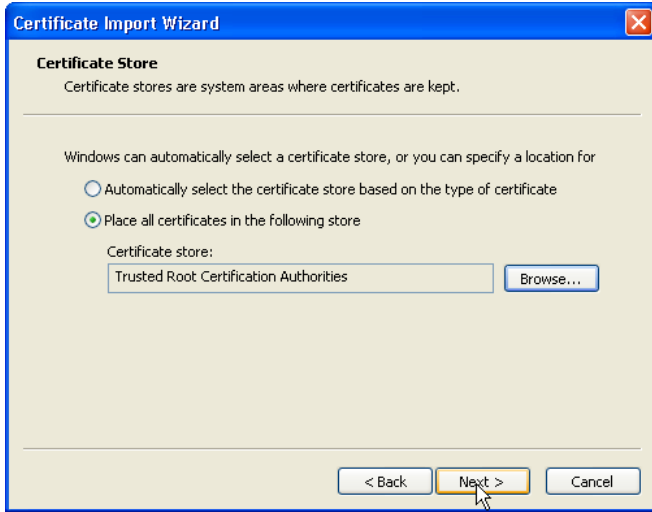 Certificate Import Wizard
Certificate Store
Certificate stores are system areas where certificates are kept.
Windows can automatically select a certificate store, or you can specify a location for
Automatically select the certificate store based on the type of certificate
Place all certificates in the following store
Certificate store:
Trusted Root Certification Authorities
Browse...
< Back
Next >
Cancel